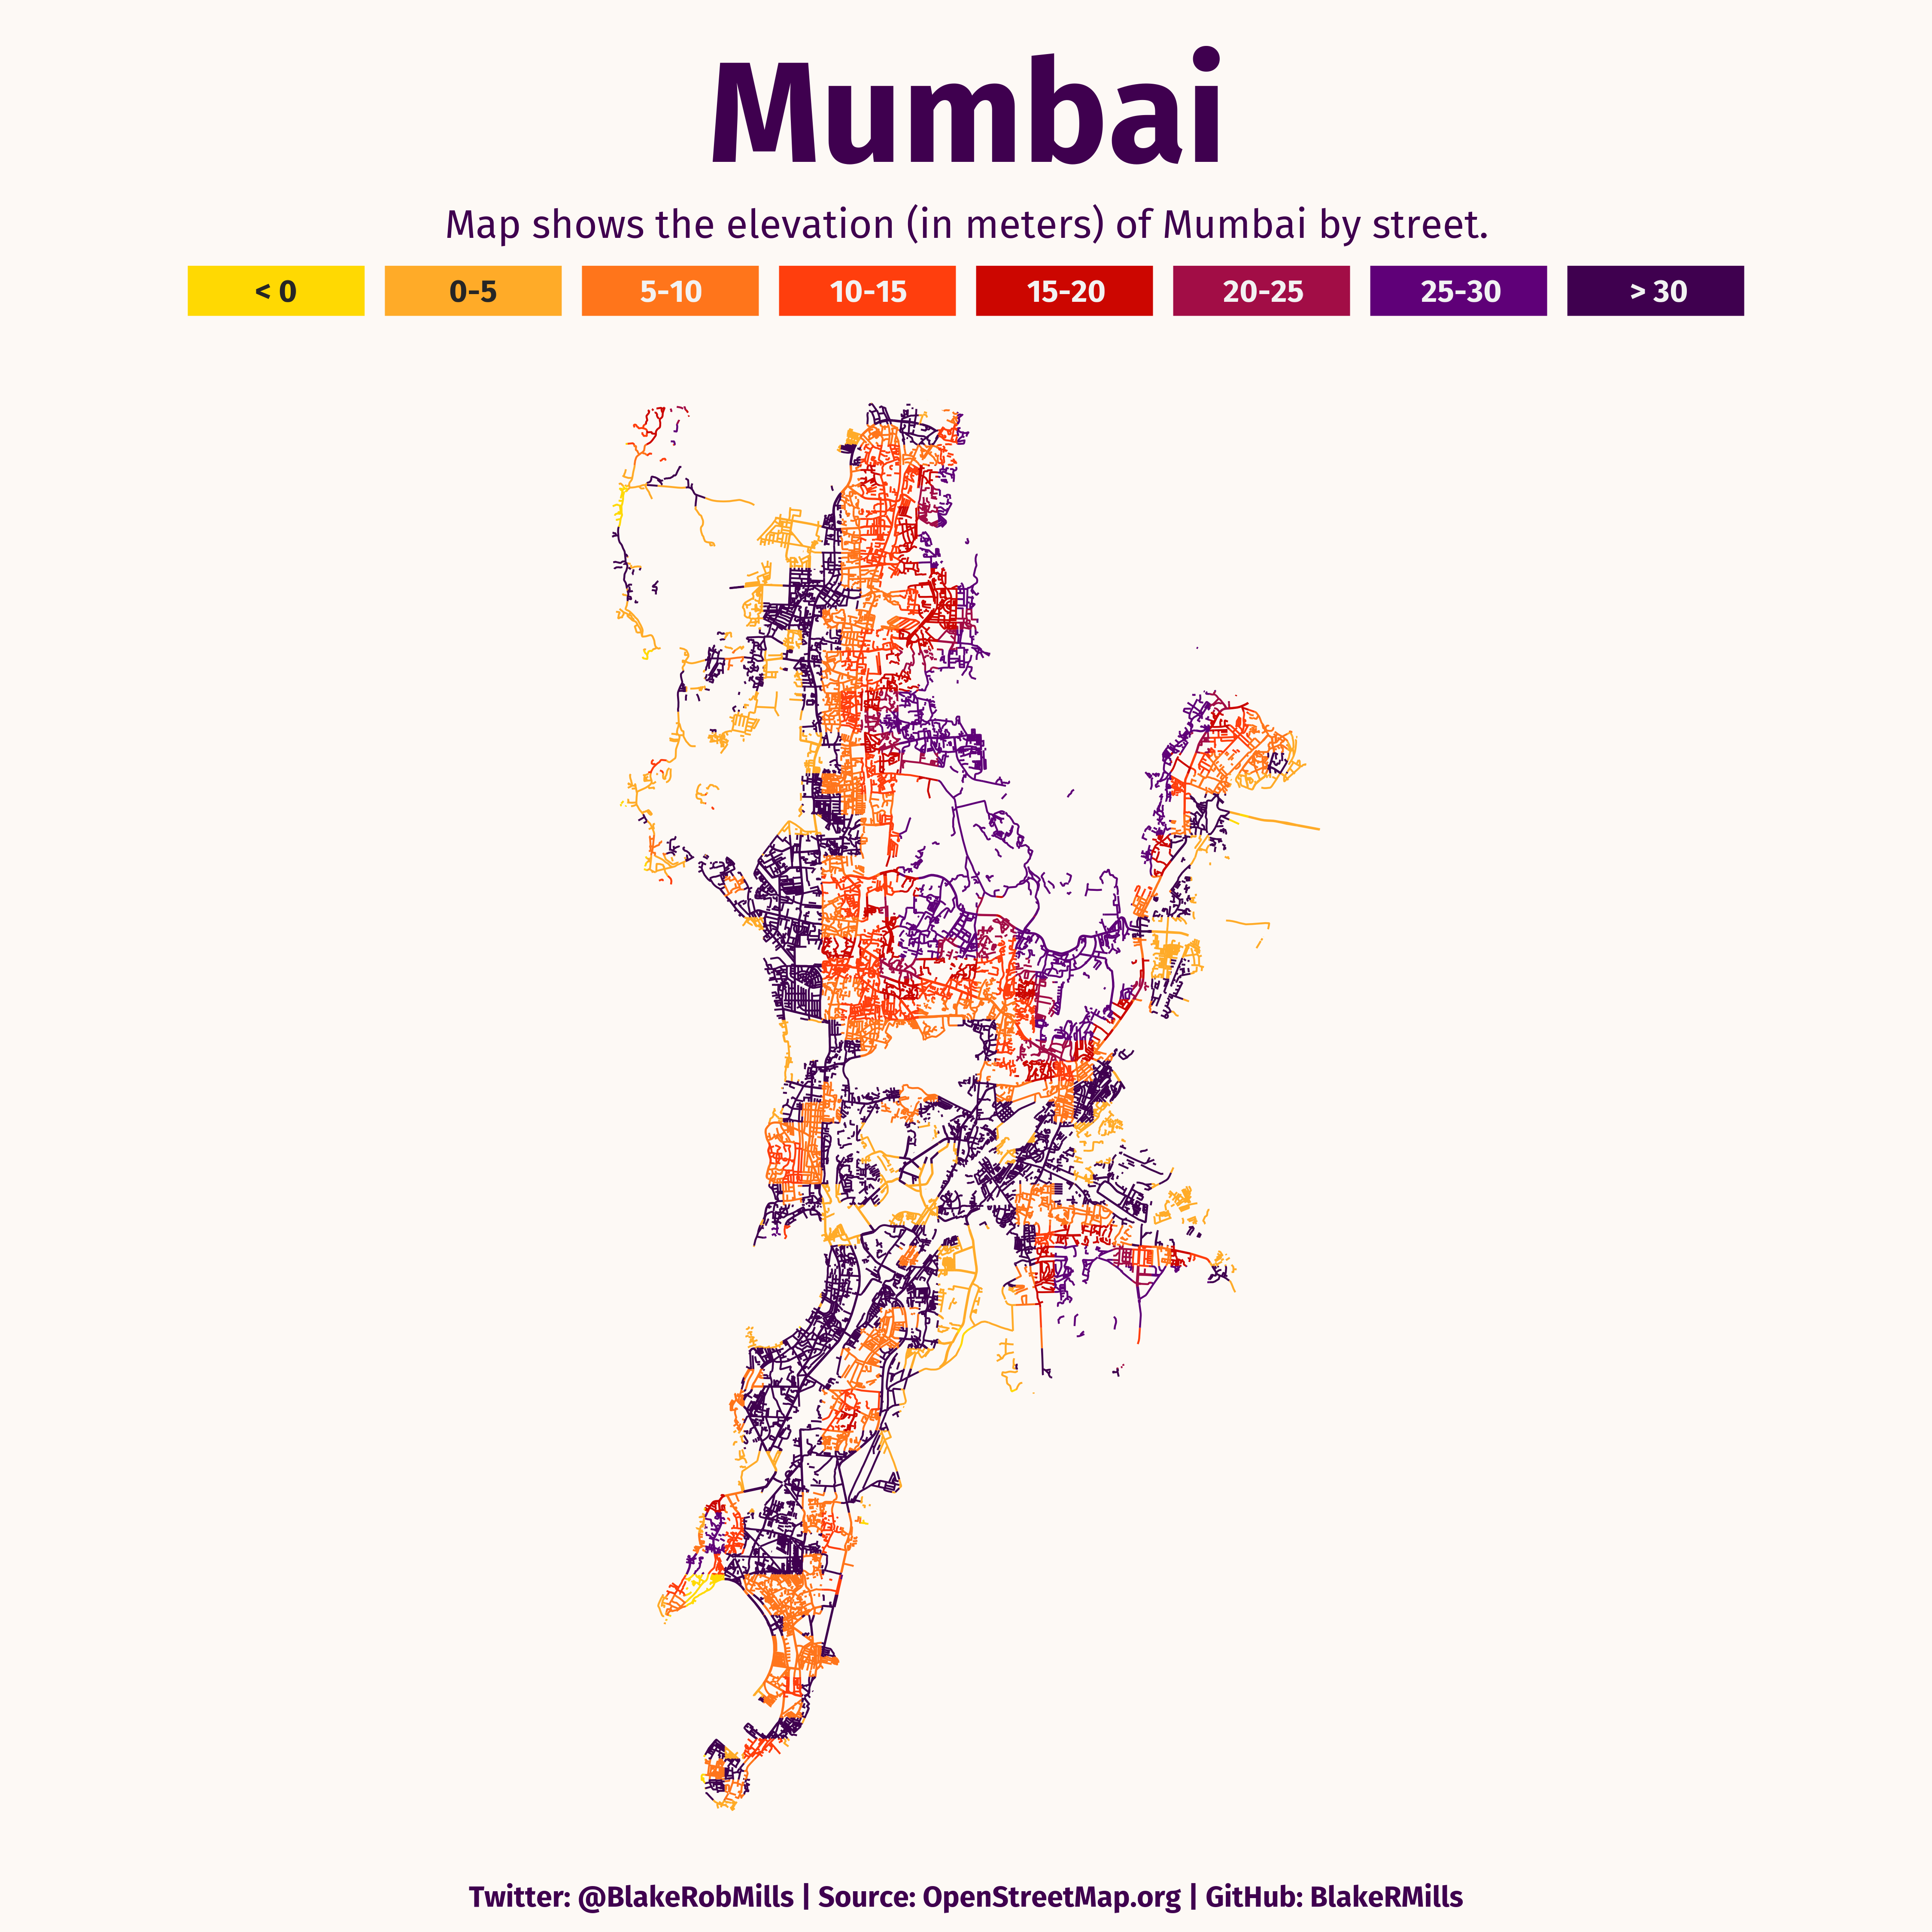 Mumbai
Map shows the elevation (in meters) of Mumbai by street.
< 0
0-5
5-10
10-15
15-20
20-25
25-30
> 30
Twitter: @BlakeRobMills | Source: OpenStreetMap.org | GitHub: BlakeRMills